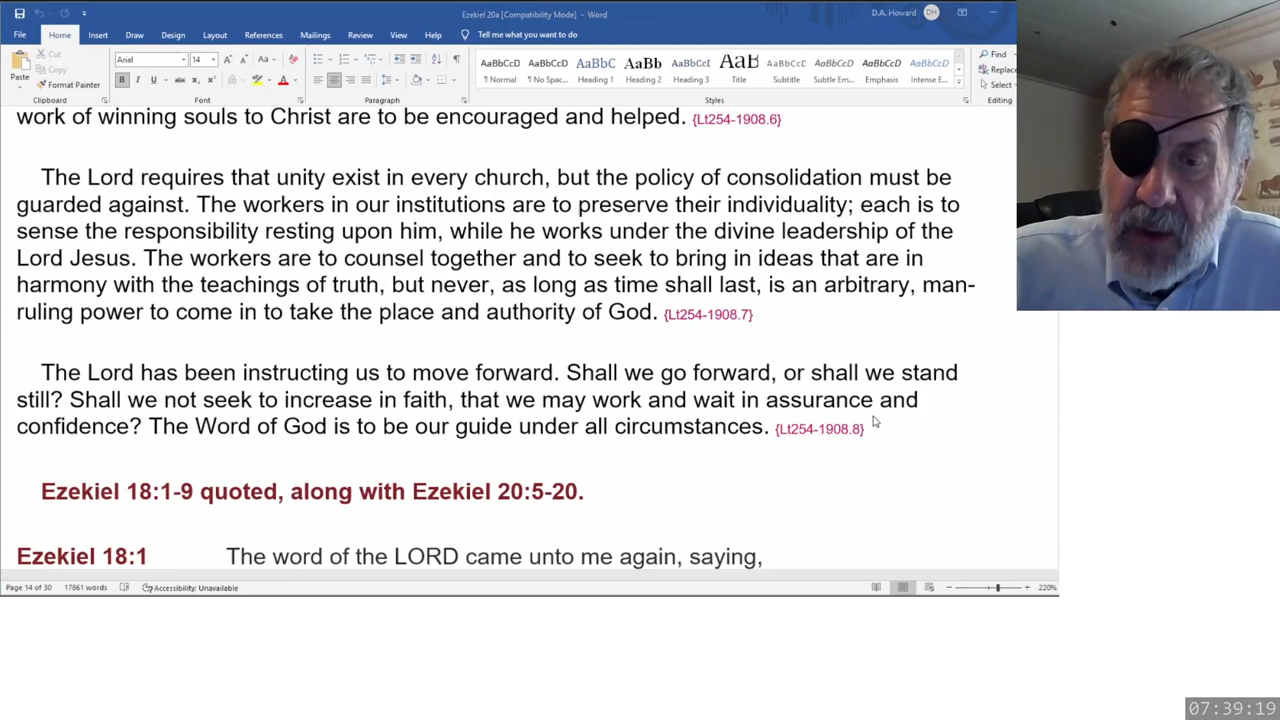 Ezekiel 20a [Compatibility Mode] - Word
D.A. Howard DH
File Home Insert Draw Design Layout References Mailings Review View Help Tell me what you want to do
Cut
Copy
Paste
Format Painter
Arial 14
AaBbCcD AaBbCcD AaBbC AaBb AaBbCcD AaB AaBbCcD AaBbCcD AaBbCcD AaBbCcD
¶ Normal ¶ No Spac... Heading 1 Heading 2 Heading 3 Title Subtitle Subtle Em... Emphasis Intense E...
Find
Replace
Select
Clipboard Font Paragraph Styles Editing
work of winning souls to Christ are to be encouraged and helped. {Lt254-1908.6}
The Lord requires that unity exist in every church, but the policy of consolidation must be
guarded against. The workers in our institutions are to preserve their individuality; each is to
sense the responsibility resting upon him, while he works under the divine leadership of the
Lord Jesus. The workers are to counsel together and to seek to bring in ideas that are in
harmony with the teachings of truth, but never, as long as time shall last, is an arbitrary, man-
ruling power to come in to take the place and authority of God. {Lt254-1908.7}
The Lord has been instructing us to move forward. Shall we go forward, or shall we stand
still? Shall we not seek to increase in faith, that we may work and wait in assurance and
confidence? The Word of God is to be our guide under all circumstances. {Lt254-1908.8}
Ezekiel 18:1-9 quoted, along with Ezekiel 20:5-20.
Ezekiel 18:1 The word of the LORD came unto me again, saying,
Page 14 of 30 17861 words Accessibility: Unavailable 220%
07:39:19